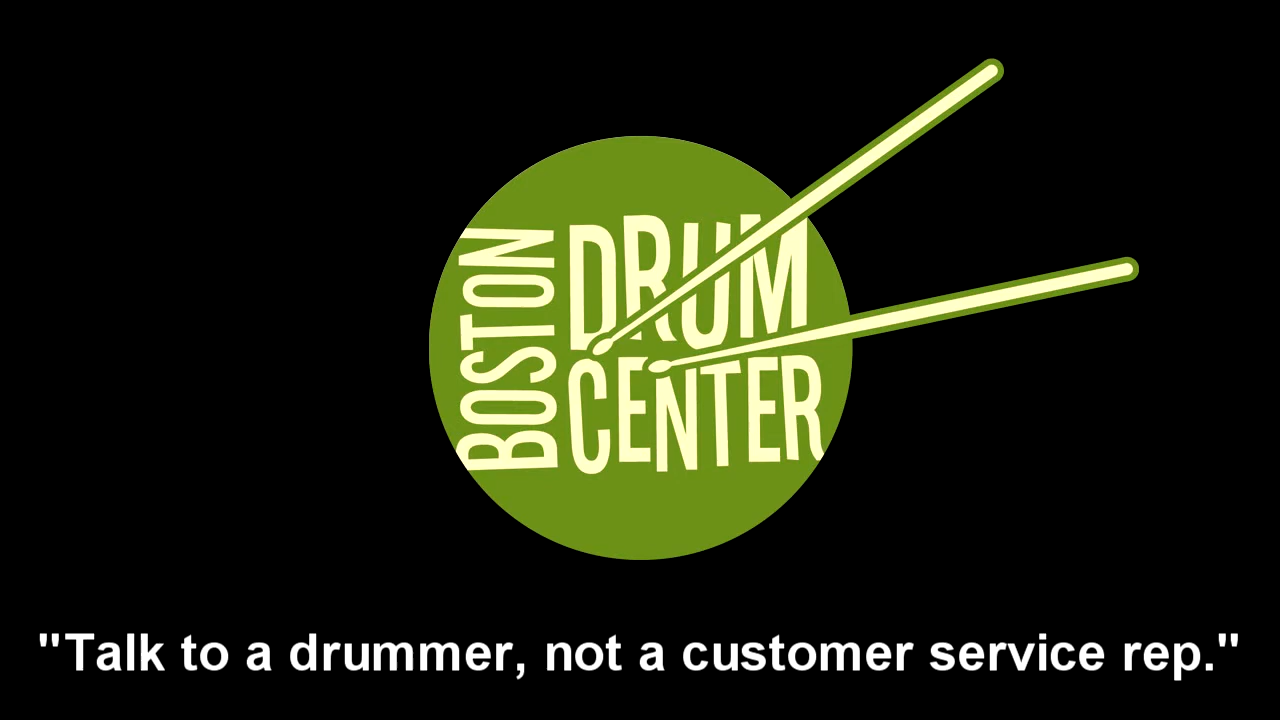 BOSTON
DRUM
CENTER
"Talk to a drummer, not a customer service rep."